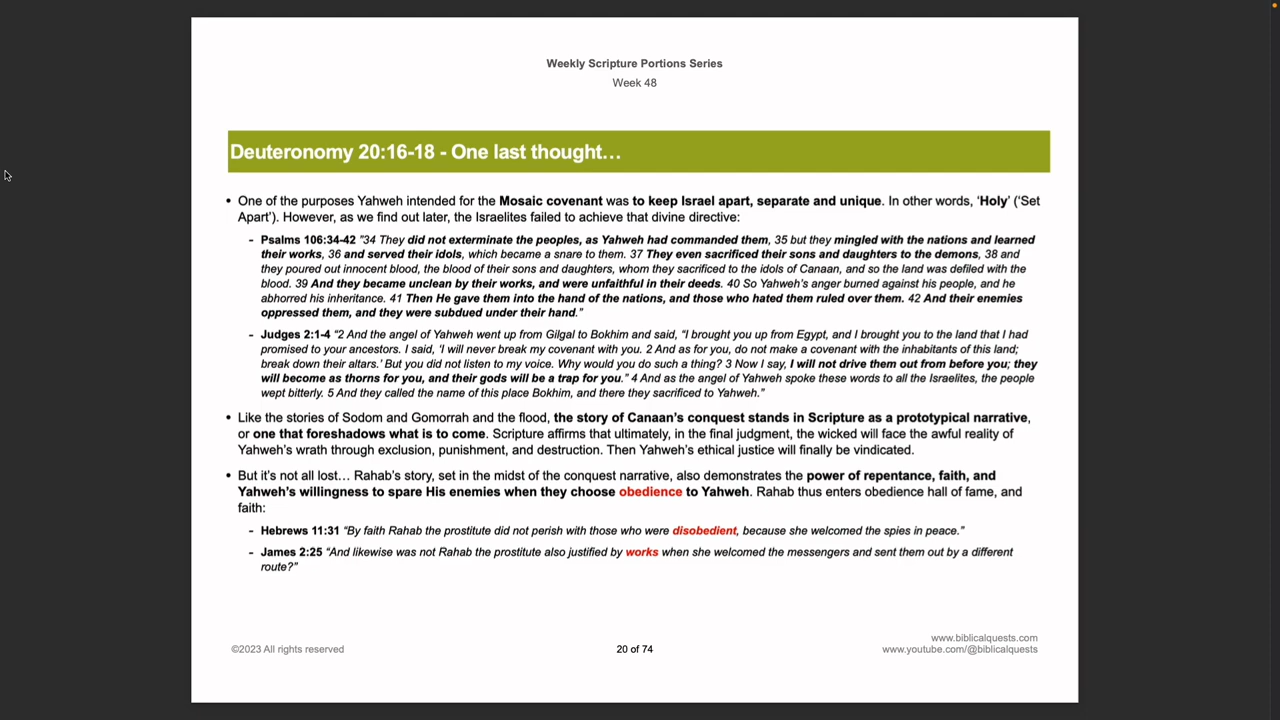 Weekly Scripture Portions Series
Week 48
Deuteronomy 20:16-18 - One last thought…
• One of the purposes Yahweh intended for the Mosaic covenant was to keep Israel apart, separate and unique. In other words, ‘Holy’ (‘Set
Apart’). However, as we find out later, the Israelites failed to achieve that divine directive:
- Psalms 106:34-42 "34 They did not exterminate the peoples, as Yahweh had commanded them, 35 but they mingled with the nations and learned
their works, 36 and served their idols, which became a snare to them. 37 They even sacrificed their sons and daughters to the demons, 38 and
they poured out innocent blood, the blood of their sons and daughters, whom they sacrificed to the idols of Canaan, and so the land was defiled with the
blood. 39 And they became unclean by their works, and were unfaithful in their deeds. 40 So Yahweh’s anger burned against his people, and he
abhorred his inheritance. 41 Then He gave them into the hand of the nations, and those who hated them ruled over them. 42 And their enemies
oppressed them, and they were subdued under their hand.”
- Judges 2:1-4 “2 And the angel of Yahweh went up from Gilgal to Bokhim and said, “I brought you up from Egypt, and I brought you to the land that I had
promised to your ancestors. I said, ‘I will never break my covenant with you. 2 And as for you, do not make a covenant with the inhabitants of this land;
break down their altars.’ But you did not listen to my voice. Why would you do such a thing? 3 Now I say, I will not drive them out from before you; they
will become as thorns for you, and their gods will be a trap for you.” 4 And as the angel of Yahweh spoke these words to all the Israelites, the people
wept bitterly. 5 And they called the name of this place Bokhim, and there they sacrificed to Yahweh.”
• Like the stories of Sodom and Gomorrah and the flood, the story of Canaan’s conquest stands in Scripture as a prototypical narrative,
or one that foreshadows what is to come. Scripture affirms that ultimately, in the final judgment, the wicked will face the awful reality of
Yahweh’s wrath through exclusion, punishment, and destruction. Then Yahweh’s ethical justice will finally be vindicated.
• But it’s not all lost… Rahab’s story, set in the midst of the conquest narrative, also demonstrates the power of repentance, faith, and
Yahweh’s willingness to spare His enemies when they choose obedience to Yahweh. Rahab thus enters obedience hall of fame, and
faith:
- Hebrews 11:31 “By faith Rahab the prostitute did not perish with those who were disobedient, because she welcomed the spies in peace.”
- James 2:25 “And likewise was not Rahab the prostitute also justified by works when she welcomed the messengers and sent them out by a different
route?”
©2023 All rights reserved
20 of 74
www.biblicalquests.com
www.youtube.com/@biblicalquests